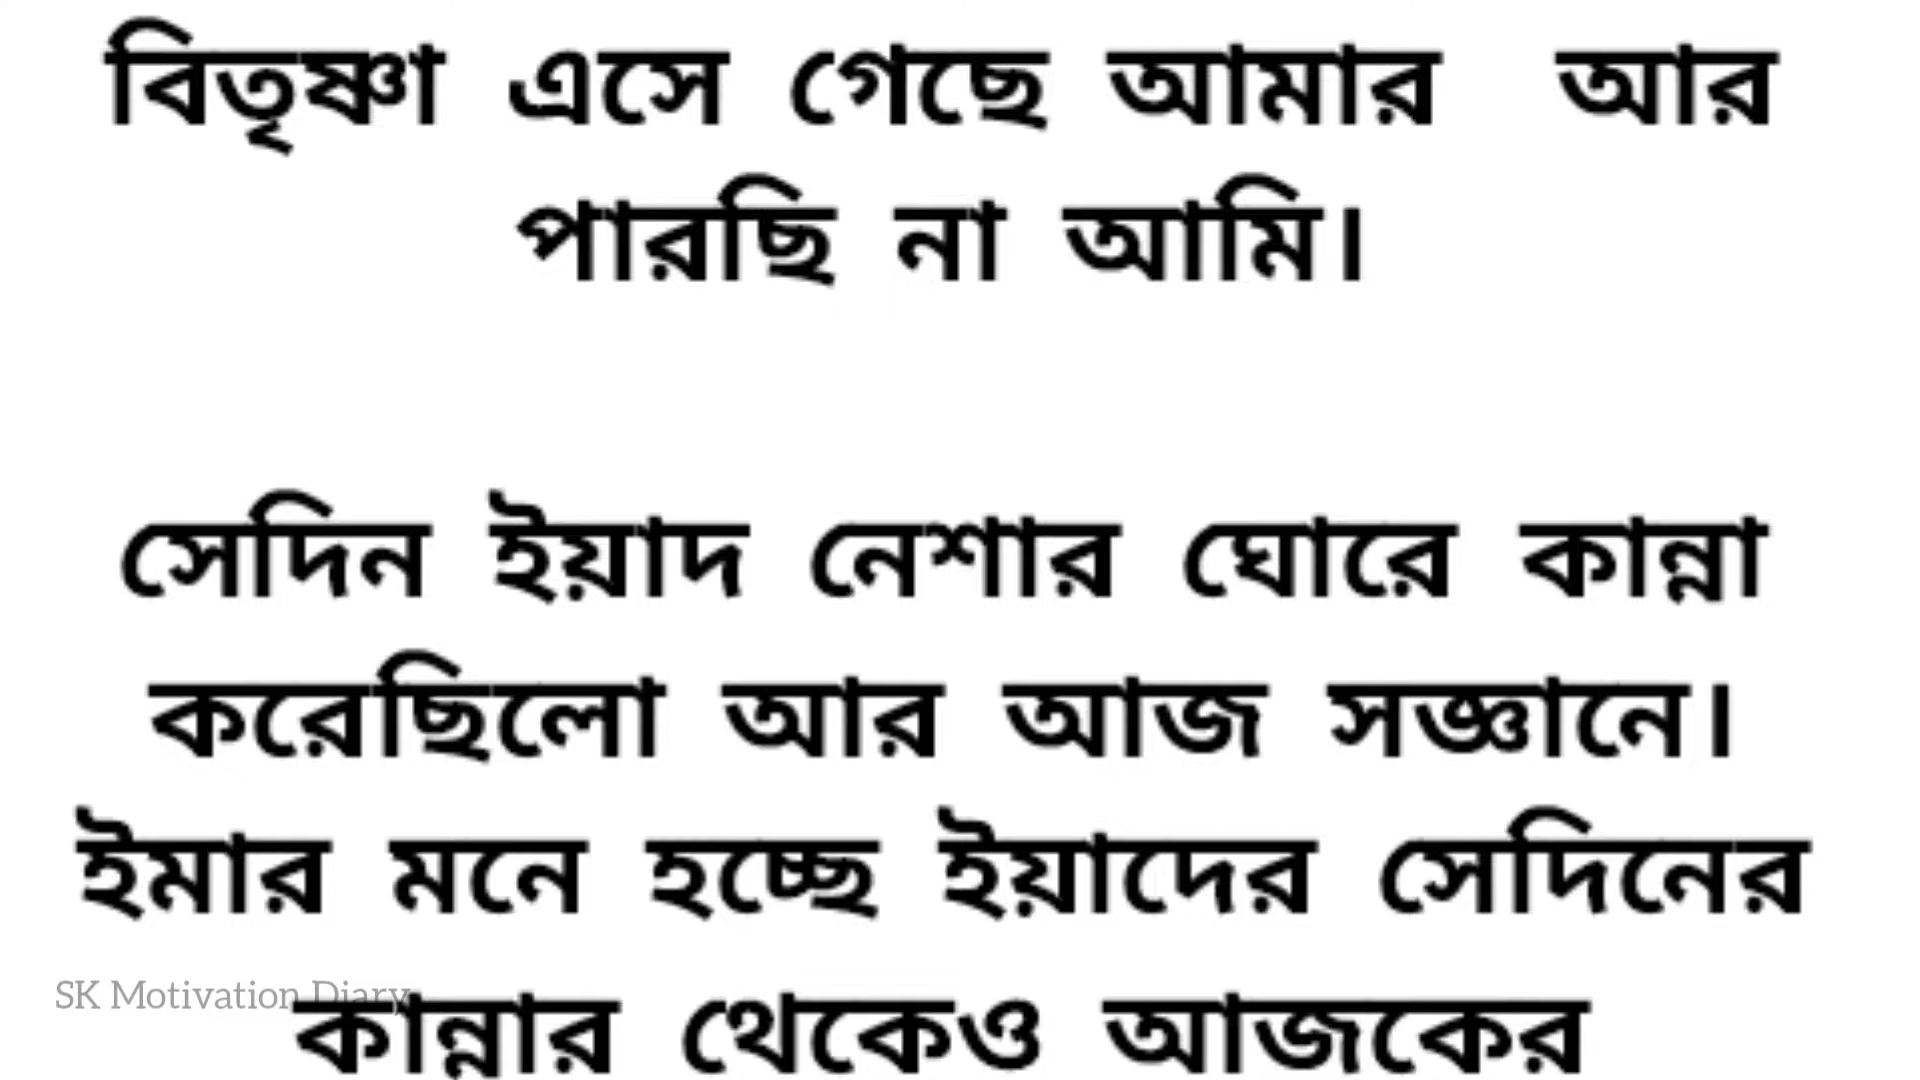 বিতৃষ্ণা এসে গেছে আমার আর
পারছি না আমি।
সেদিন ইয়াদ নেশার ঘোরে কান্না
করেছিলো আর আজ সজ্ঞানে।
ইমার মনে হচ্ছে ইয়াদের সেদিনের
SK Motivation Diary
কান্নার থেকেও আজকের